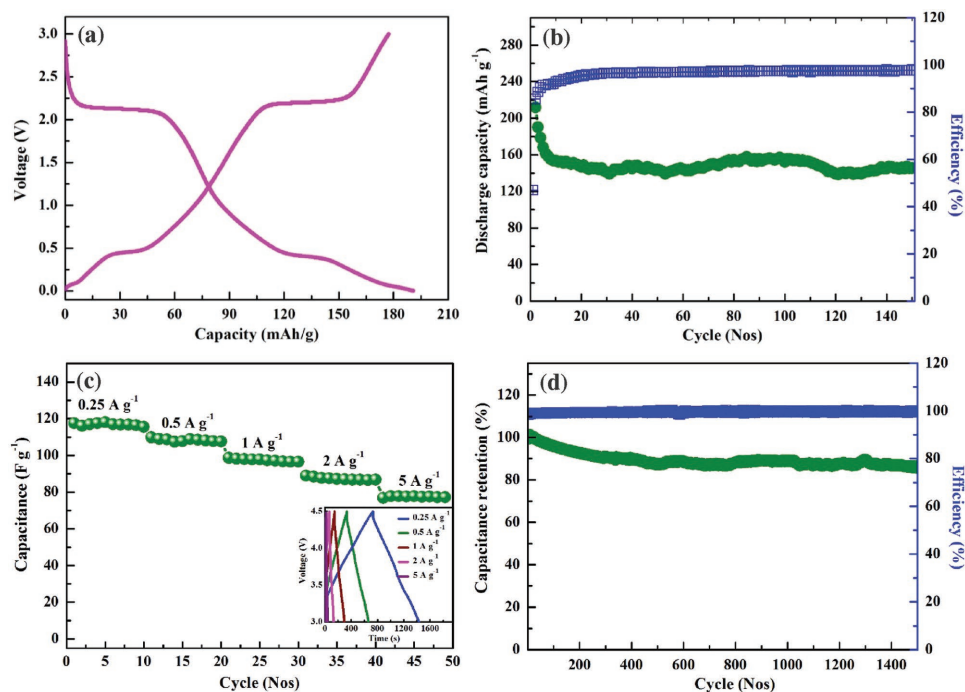 (a)
3.0
2.5
2.0
1.5
1.0
0.5
0.0
Voltage (V)
0 30 60 90 120 150 180 210
Capacity (mAh/g)
(b)
280
240
200
160
120
80
40
0
Discharge capacity (mAh g-1)
120
100
80
60
40
20
0
Efficiency (%)
0 20 40 60 80 100 120 140
Cycle (Nos)
(c)
140
120
100
80
60
40
20
0
Capacitance (F g-1)
0.25 A g-1
0.5 A g-1
1 A g-1
2 A g-1
5 A g-1
4.5
4.0
3.5
3.0
Voltage (V)
0.25 A g-1
0.5 A g-1
1 A g-1
2 A g-1
5 A g-1
0 400 800 1200 1600
Time (s)
0 5 10 15 20 25 30 35 40 45 50
Cycle (Nos)
(d)
120
100
80
60
40
20
0
Capacitance retention (%)
120
100
80
60
40
20
0
Efficiency (%)
200 400 600 800 1000 1200 1400
Cycle (Nos)